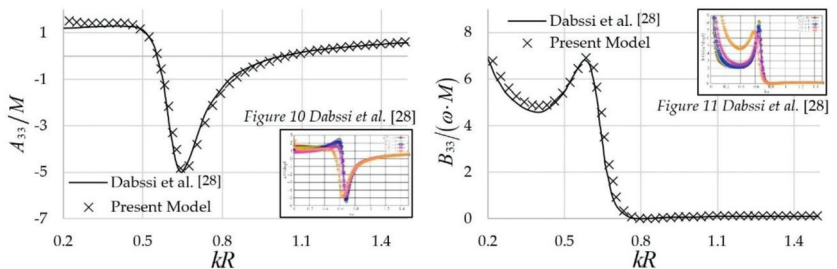 1
-1
-3
-5
-7
A33/M
Figure 10 Dabssi et al. [28]
Dabssi et al. [28]
Present Model
0.2 0.5 0.8 1.1 1.4
kR
8
6
4
2
0
B33/(ω·M)
Dabssi et al. [28]
Present Model
Figure 11 Dabssi et al. [28]
0.2 0.5 0.8 1.1 1.4
kR